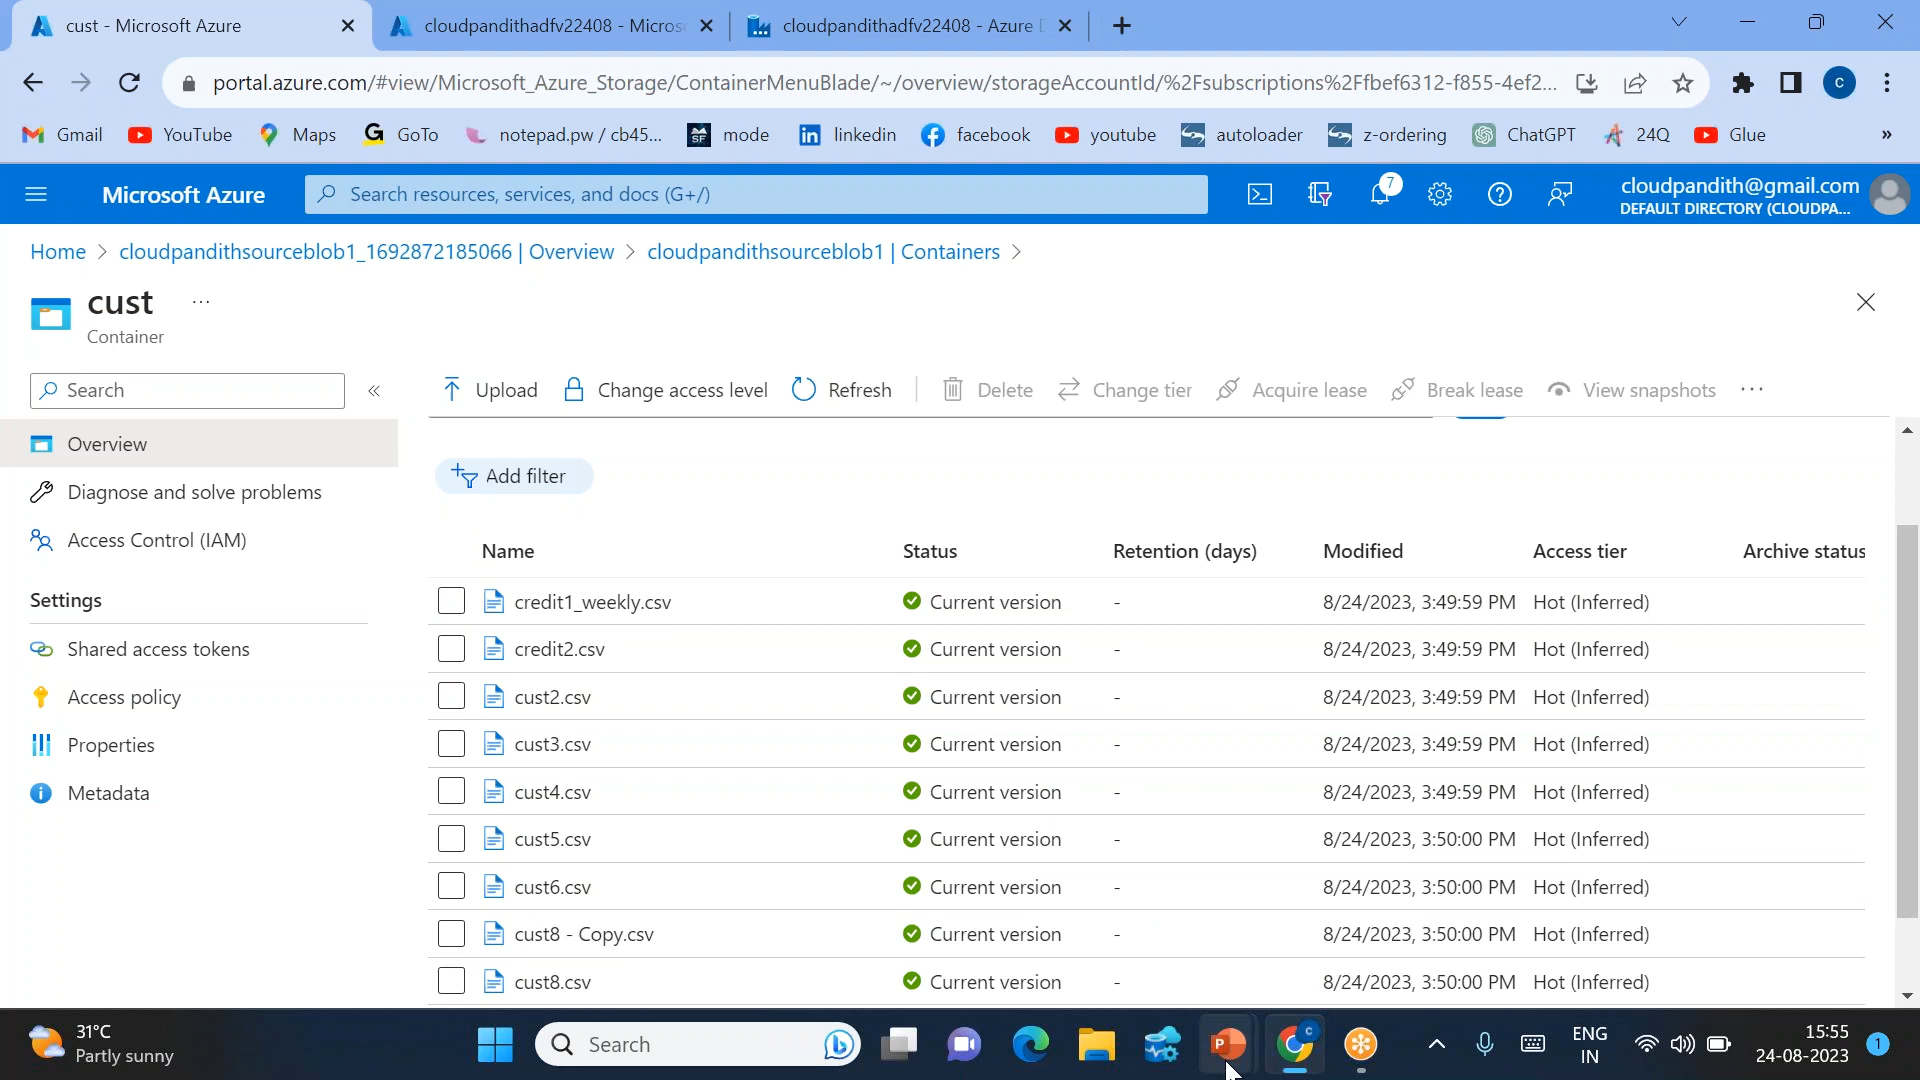 cust - Microsoft Azure
cloudpandithadfv22408 - Micros
cloudpandithadfv22408 - Azure D
portal.azure.com/#view/Microsoft_Azure_Storage/ContainerMenuBlade/~/overview/storageAccountId/%2Fsubscriptions%2Ffbef6312-f855-4ef2...
C
Gmail
YouTube
Maps
GoTo
notepad.pw / cb45...
mode
linkedin
facebook
youtube
autoloader
z-ordering
ChatGPT
24Q
Glue
»
Microsoft Azure
Search resources, services, and docs (G+/)
7
cloudpandith@gmail.com
DEFAULT DIRECTORY (CLOUDPA...
Home > cloudpandithsourceblob1_1692872185066 | Overview > cloudpandithsourceblob1 | Containers >
cust ...
Container
Search
«
Upload
Change access level
Refresh
Delete
Change tier
Acquire lease
Break lease
View snapshots
...
Overview
Diagnose and solve problems
Access Control (IAM)
Settings
Shared access tokens
Access policy
Properties
Metadata
Add filter
Name Status Retention (days) Modified Access tier Archive status
credit1_weekly.csv Current version - 8/24/2023, 3:49:59 PM Hot (Inferred)
credit2.csv Current version - 8/24/2023, 3:49:59 PM Hot (Inferred)
cust2.csv Current version - 8/24/2023, 3:49:59 PM Hot (Inferred)
cust3.csv Current version - 8/24/2023, 3:49:59 PM Hot (Inferred)
cust4.csv Current version - 8/24/2023, 3:49:59 PM Hot (Inferred)
cust5.csv Current version - 8/24/2023, 3:50:00 PM Hot (Inferred)
cust6.csv Current version - 8/24/2023, 3:50:00 PM Hot (Inferred)
cust8 - Copy.csv Current version - 8/24/2023, 3:50:00 PM Hot (Inferred)
cust8.csv Current version - 8/24/2023, 3:50:00 PM Hot (Inferred)
31°C
Partly sunny
Search
ENG
IN
15:55
24-08-2023
1